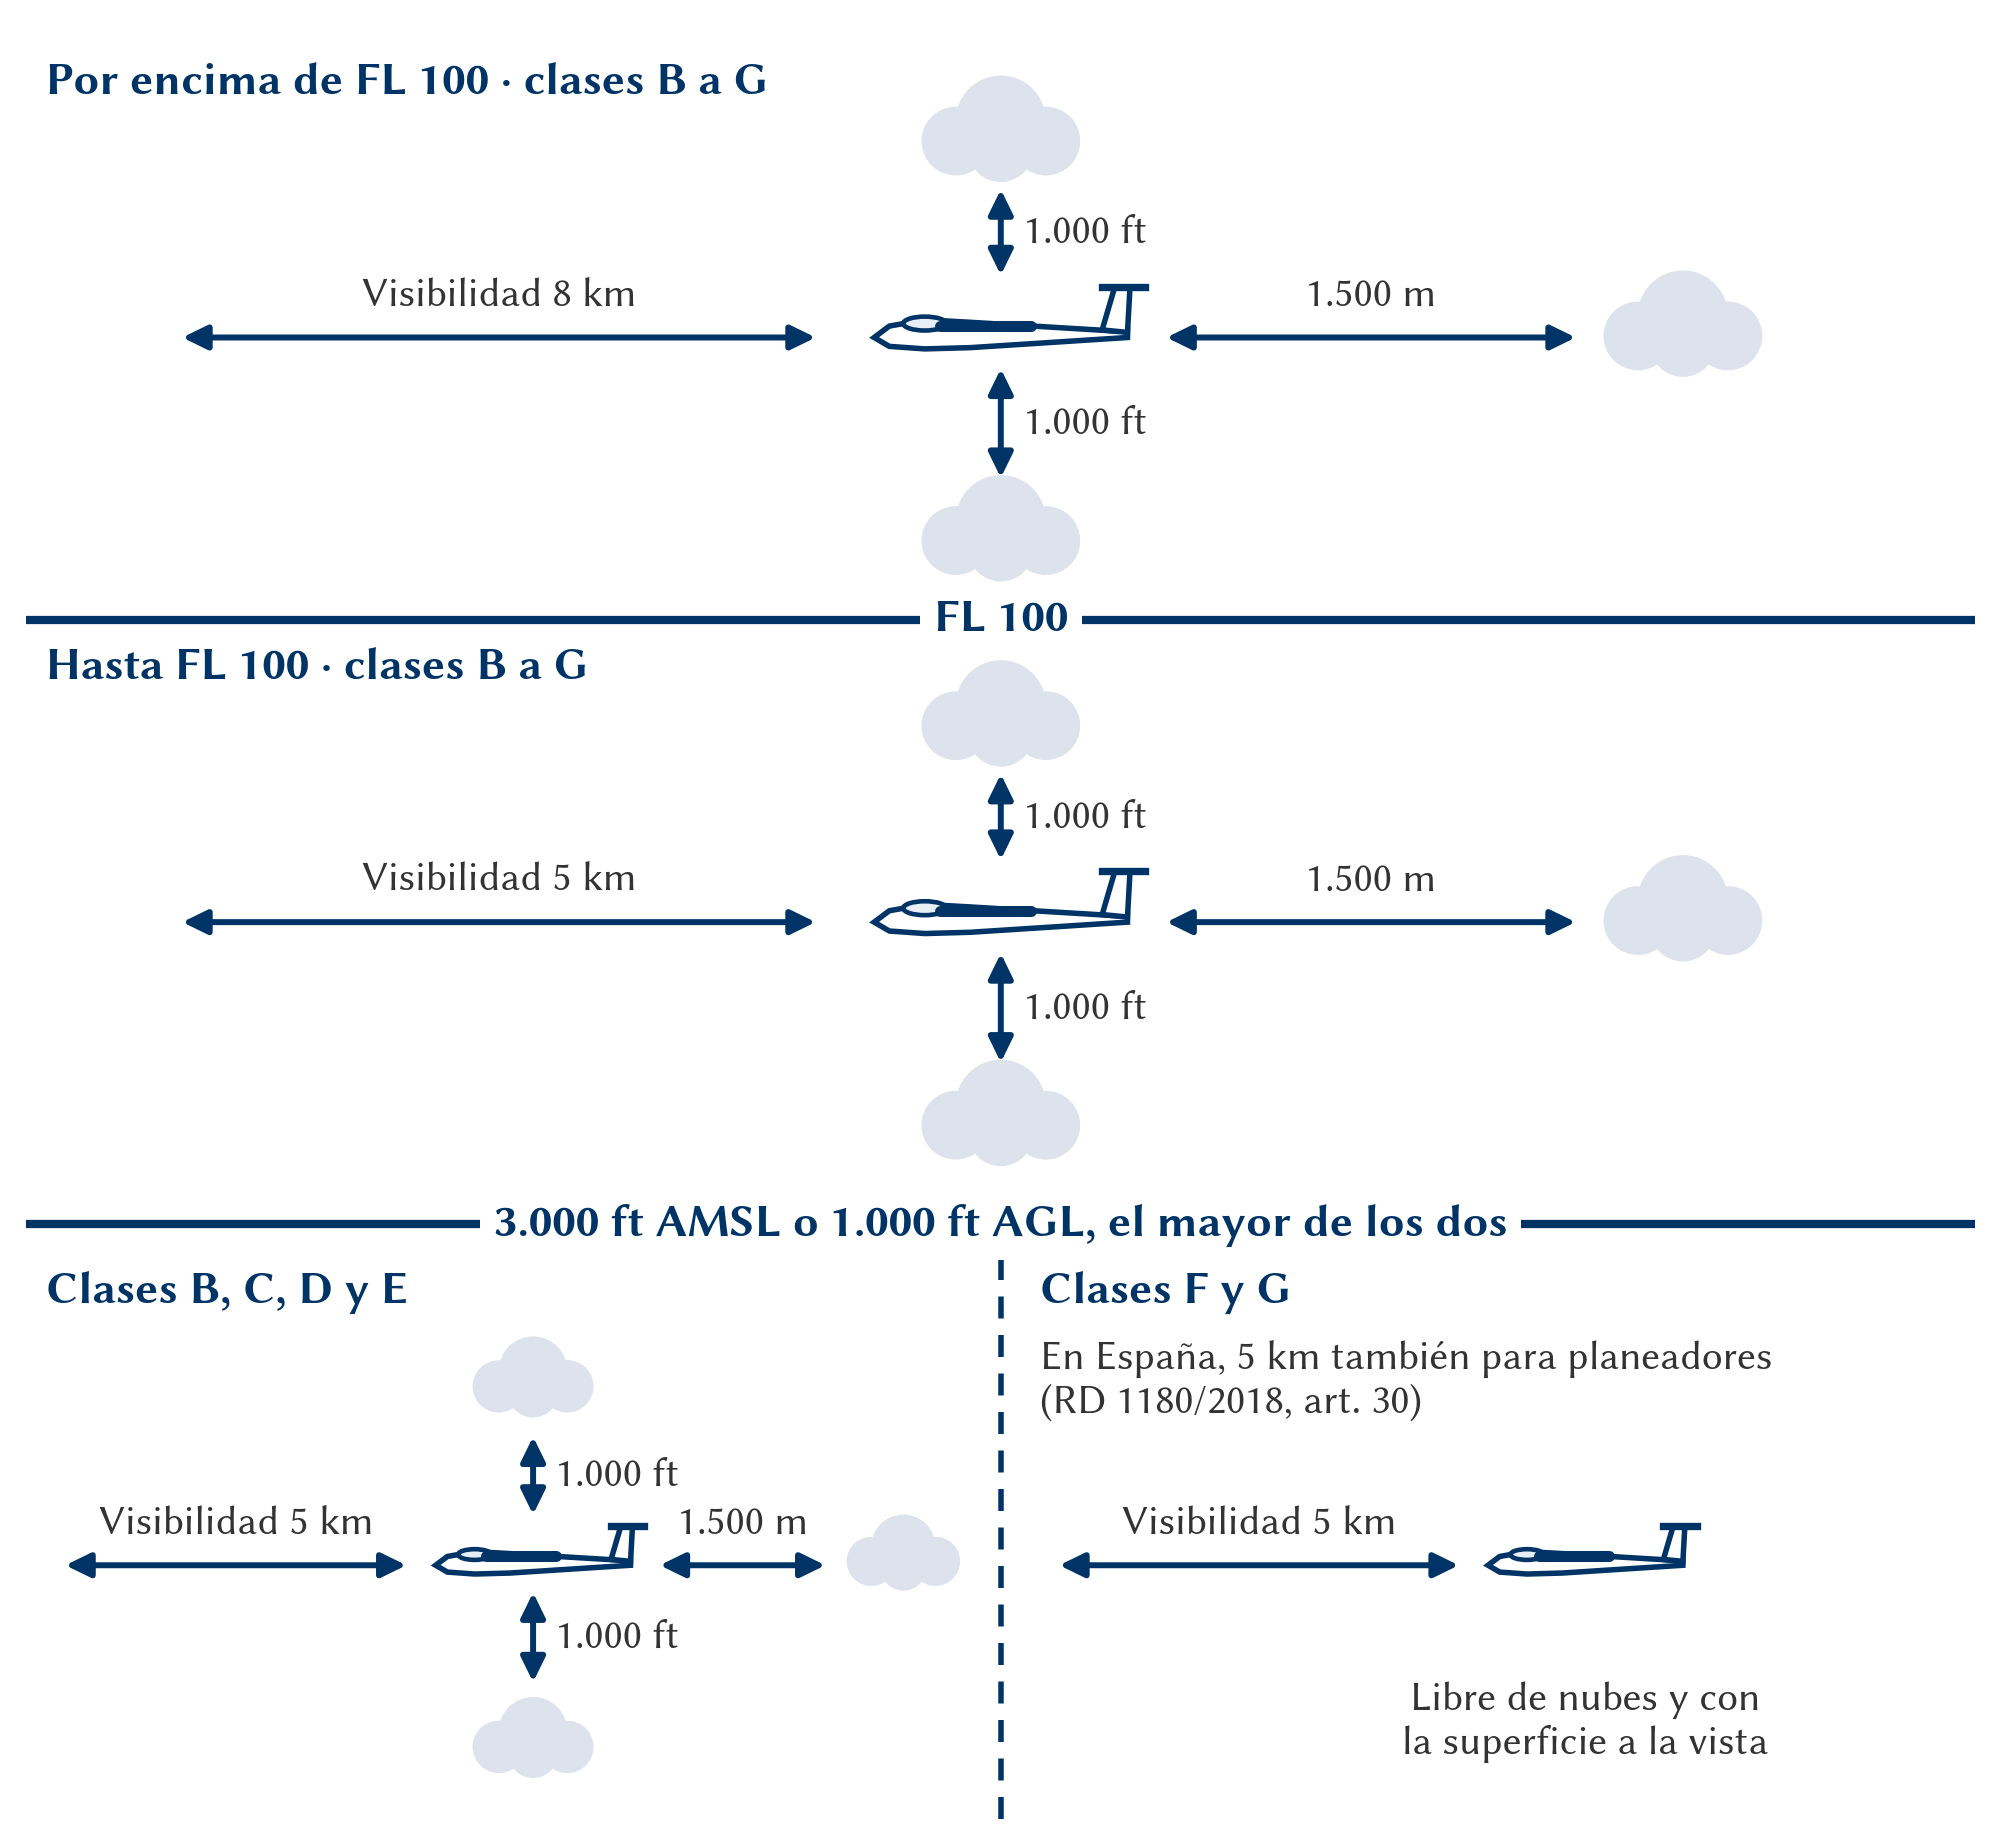 Por encima de FL 100 · clases B a G
1.000 ft
Visibilidad 8 km
1.500 m
1.000 ft
FL 100
Hasta FL 100 · clases B a G
1.000 ft
Visibilidad 5 km
1.500 m
1.000 ft
3.000 ft AMSL o 1.000 ft AGL, el mayor de los dos
Clases B, C, D y E
1.000 ft
Visibilidad 5 km
1.500 m
1.000 ft
Clases F y G
En España, 5 km también para planeadores
(RD 1180/2018, art. 30)
Visibilidad 5 km
Libre de nubes y con
la superficie a la vista